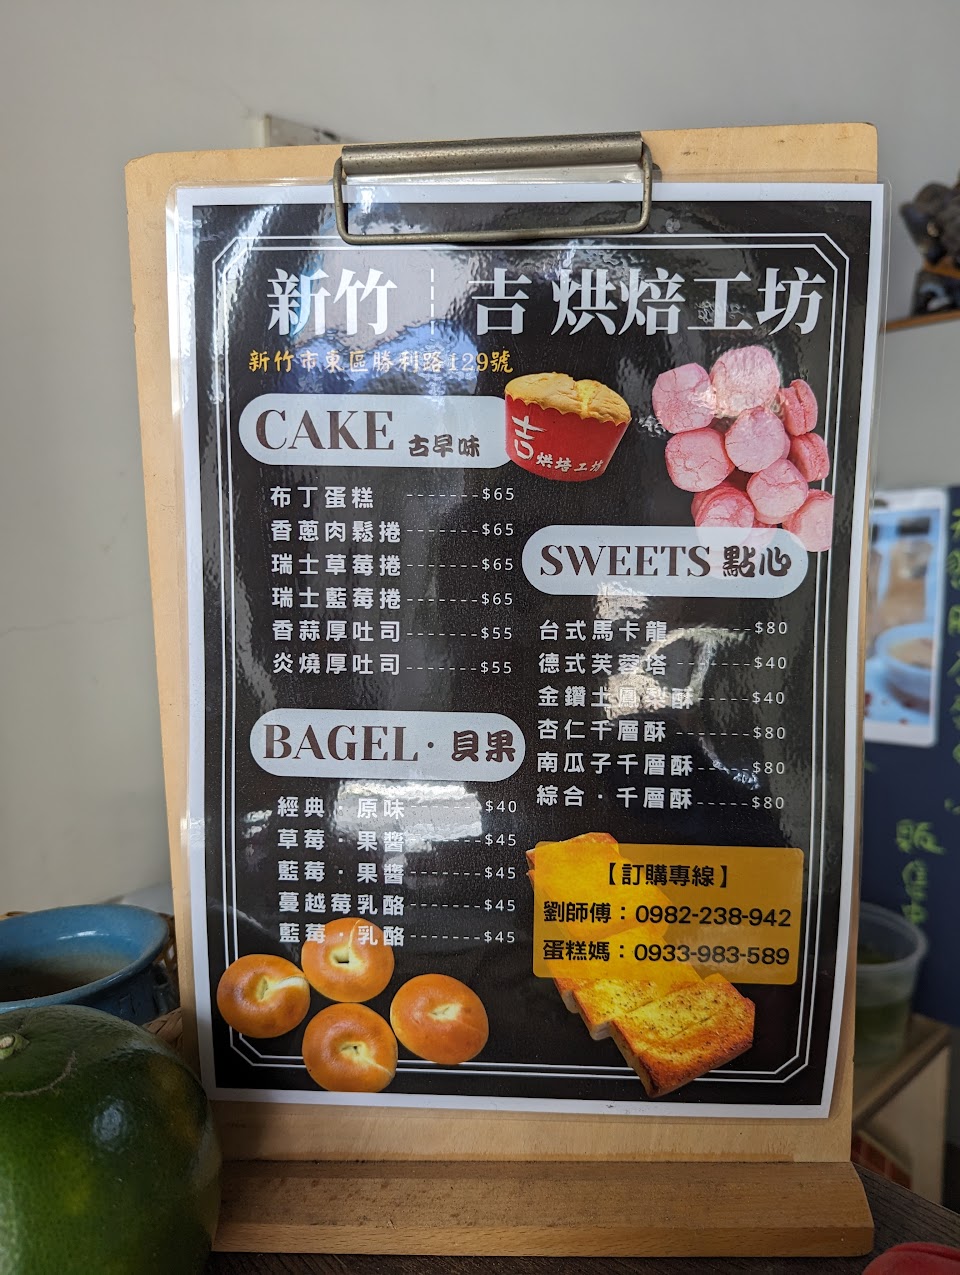 新竹 吉 烘焙工坊
新竹市東區勝利路129號
CAKE 古早味
布丁蛋糕 -------$65
香蔥肉鬆捲 -------$65
瑞士草莓捲 -------$65
瑞士藍莓捲 -------$65
香蒜厚吐司-------$55
炎燒厚吐司-------$55
吉
烘培工坊
BAGEL·貝果
經典·原味-------$40
草莓·果醬-------$45
藍莓·果醬-------$45
蔓越莓乳酪-------$45
藍莓·乳酪-------$45
SWEETS 點心
台式馬卡龍--------$80
德式芙蓉塔 -------$40
金鑽土鳳梨酥-----$40
杏仁千層酥 ------$80
南瓜子千層酥-----$80
綜合·千層酥-----$80
【訂購專線】
劉師傅：0982-238-942
蛋糕媽：0933-983-589